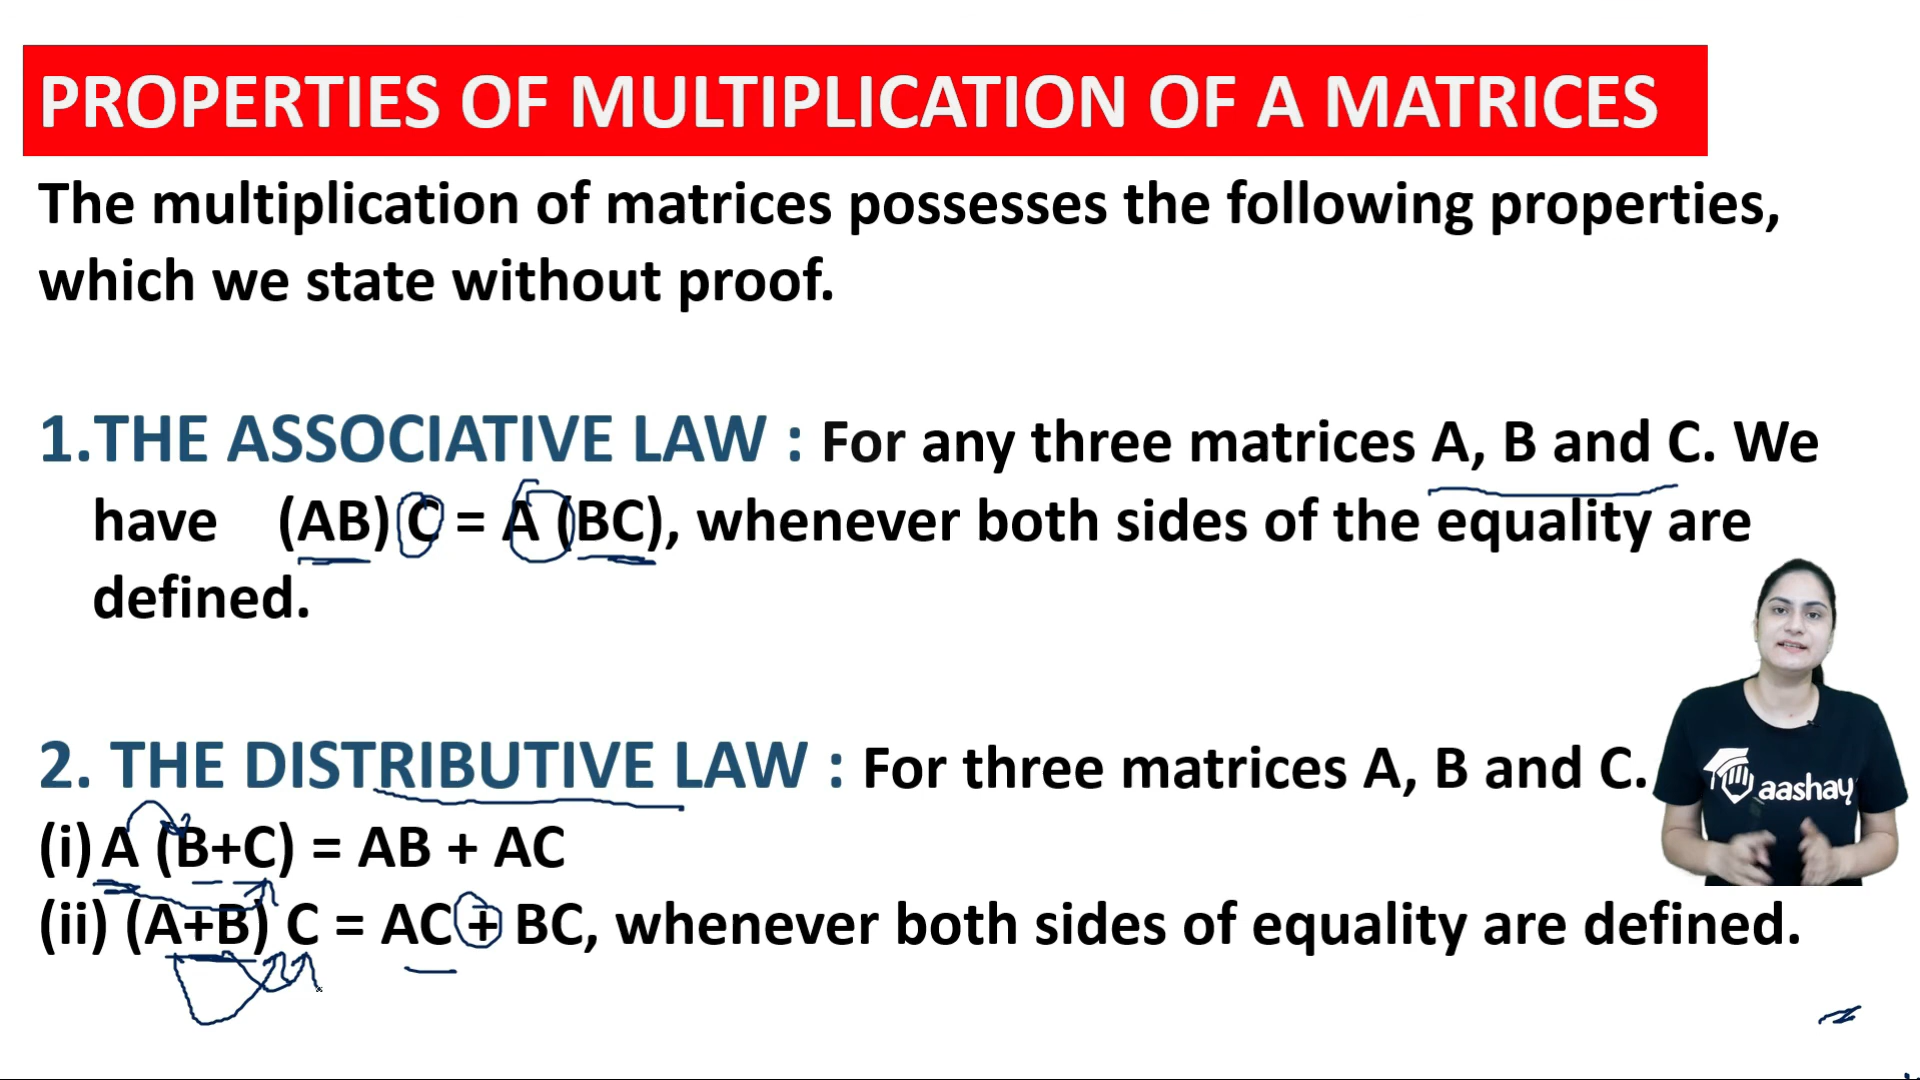 PROPERTIES OF MULTIPLICATION OF A MATRICES
The multiplication of matrices possesses the following properties,
which we state without proof.
1.THE ASSOCIATIVE LAW : For any three matrices A, B and C. We
have (AB) C = A (BC), whenever both sides of the equality are
defined.
2. THE DISTRIBUTIVE LAW : For three matrices A, B and C.
aashay
(i) A (B+C) = AB + AC
(ii) (A+B) C = AC + BC, whenever both sides of equality are defined.